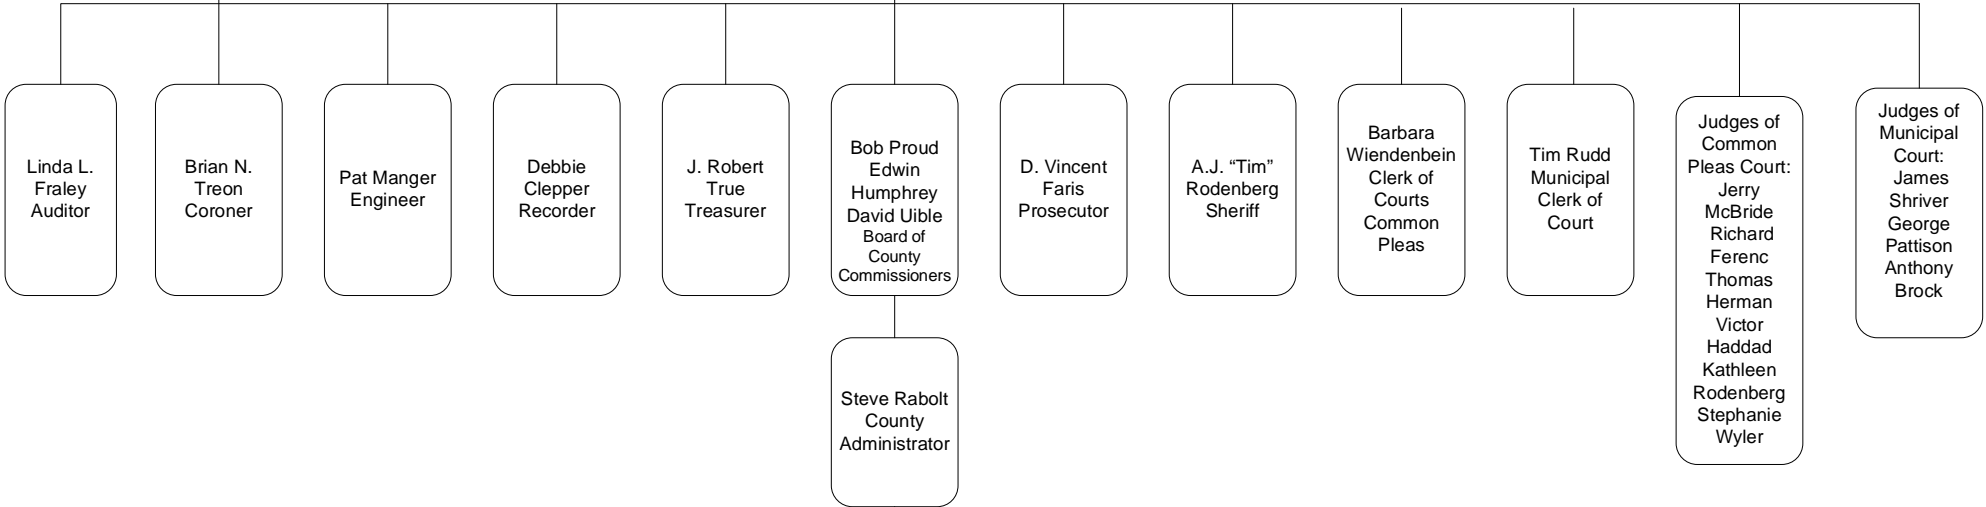 Linda L.
Fraley
Auditor
Brian N.
Treon
Coroner
Pat Manger
Engineer
Debbie
Clepper
Recorder
J. Robert
True
Treasurer
Bob Proud
Edwin
Humphrey
David Uible
Board of
County
Commissioners
D. Vincent
Faris
Prosecutor
A.J. “Tim”
Rodenberg
Sheriff
Barbara
Wiendenbein
Clerk of
Courts
Common
Pleas
Tim Rudd
Municipal
Clerk of
Court
Judges of
Common
Pleas Court:
Jerry
McBride
Richard
Ferenc
Thomas
Herman
Victor
Haddad
Kathleen
Rodenberg
Stephanie
Wyler
Judges of
Municipal
Court:
James
Shriver
George
Pattison
Anthony
Brock
Steve Rabolt
County
Administrator